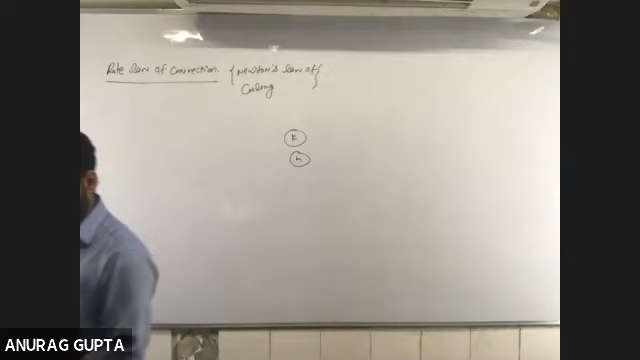 Rate law of Convection. {Newton's law of
Cooling}
K
h
ANURAG GUPTA